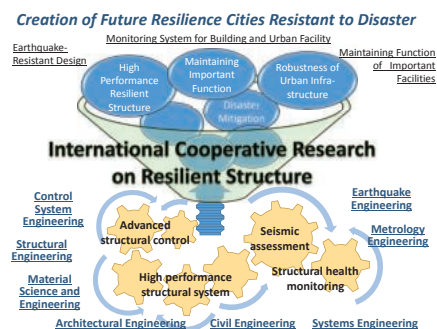 Creation of Future Resilience Cities Resistant to Disaster
Monitoring System for Building and Urban Facility
Earthquake-
Resistant Design
Maintaining Function
of Important
Facilities
High
Performance
Resilient
Structure
Maintaining
Important
Function
Robustness of
Urban Infra-
structure
Disaster
Mitigation
International Cooperative Research
on Resilient Structure
Control
System
Engineering
Structural
Engineering
Material
Science and
Engineering
Advanced
structural control
High performance
structural system
Seismic
assessment
Structural health
monitoring
Earthquake
Engineering
Metrology
Engineering
Architectural Engineering
Civil Engineering
Systems Engineering